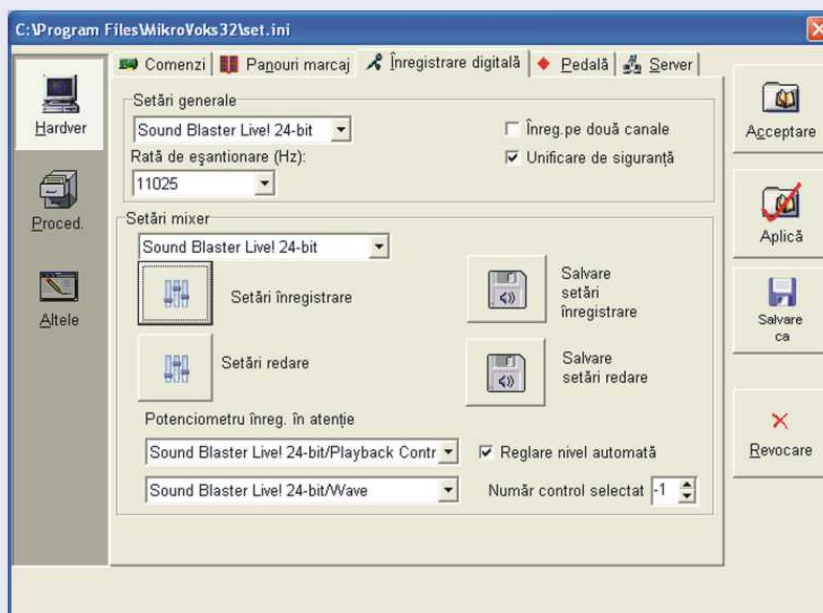 C:\Program Files\MikroVoks32\set.ini
Comenzi
Panouri marcaj
Înregistrare digitală
Pedală
Server
Hardver
Proced.
Altele
Setări generale
Sound Blaster Live! 24-bit
Rată de eşantionare (Hz):
11025
Înreg.pe două canale
Unificare de siguranţă
Setări mixer
Sound Blaster Live! 24-bit
Setări înregistrare
Salvare
setări
înregistrare
Setări redare
Salvare
setări redare
Potenciometru înreg. în atenţie
Sound Blaster Live! 24-bit/Playback Contr
Reglare nivel automată
Sound Blaster Live! 24-bit/Wave
Număr control selectat
-1
Acceptare
Aplică
Salvare
ca
Revocare